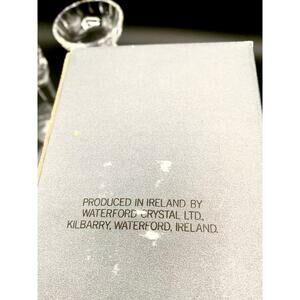 PRODUCED IN IRELAND BY
WATERFORD CRYSTAL LTD.,
KILBARRY, WATERFORD, IRELAND.